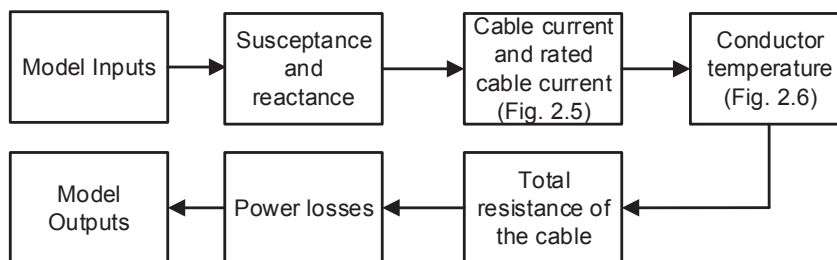 Model Inputs
Susceptance
and
reactance
Cable current
and rated
cable current
(Fig. 2.5)
Conductor
temperature
(Fig. 2.6)
Model
Outputs
Power losses
Total
resistance of
the cable